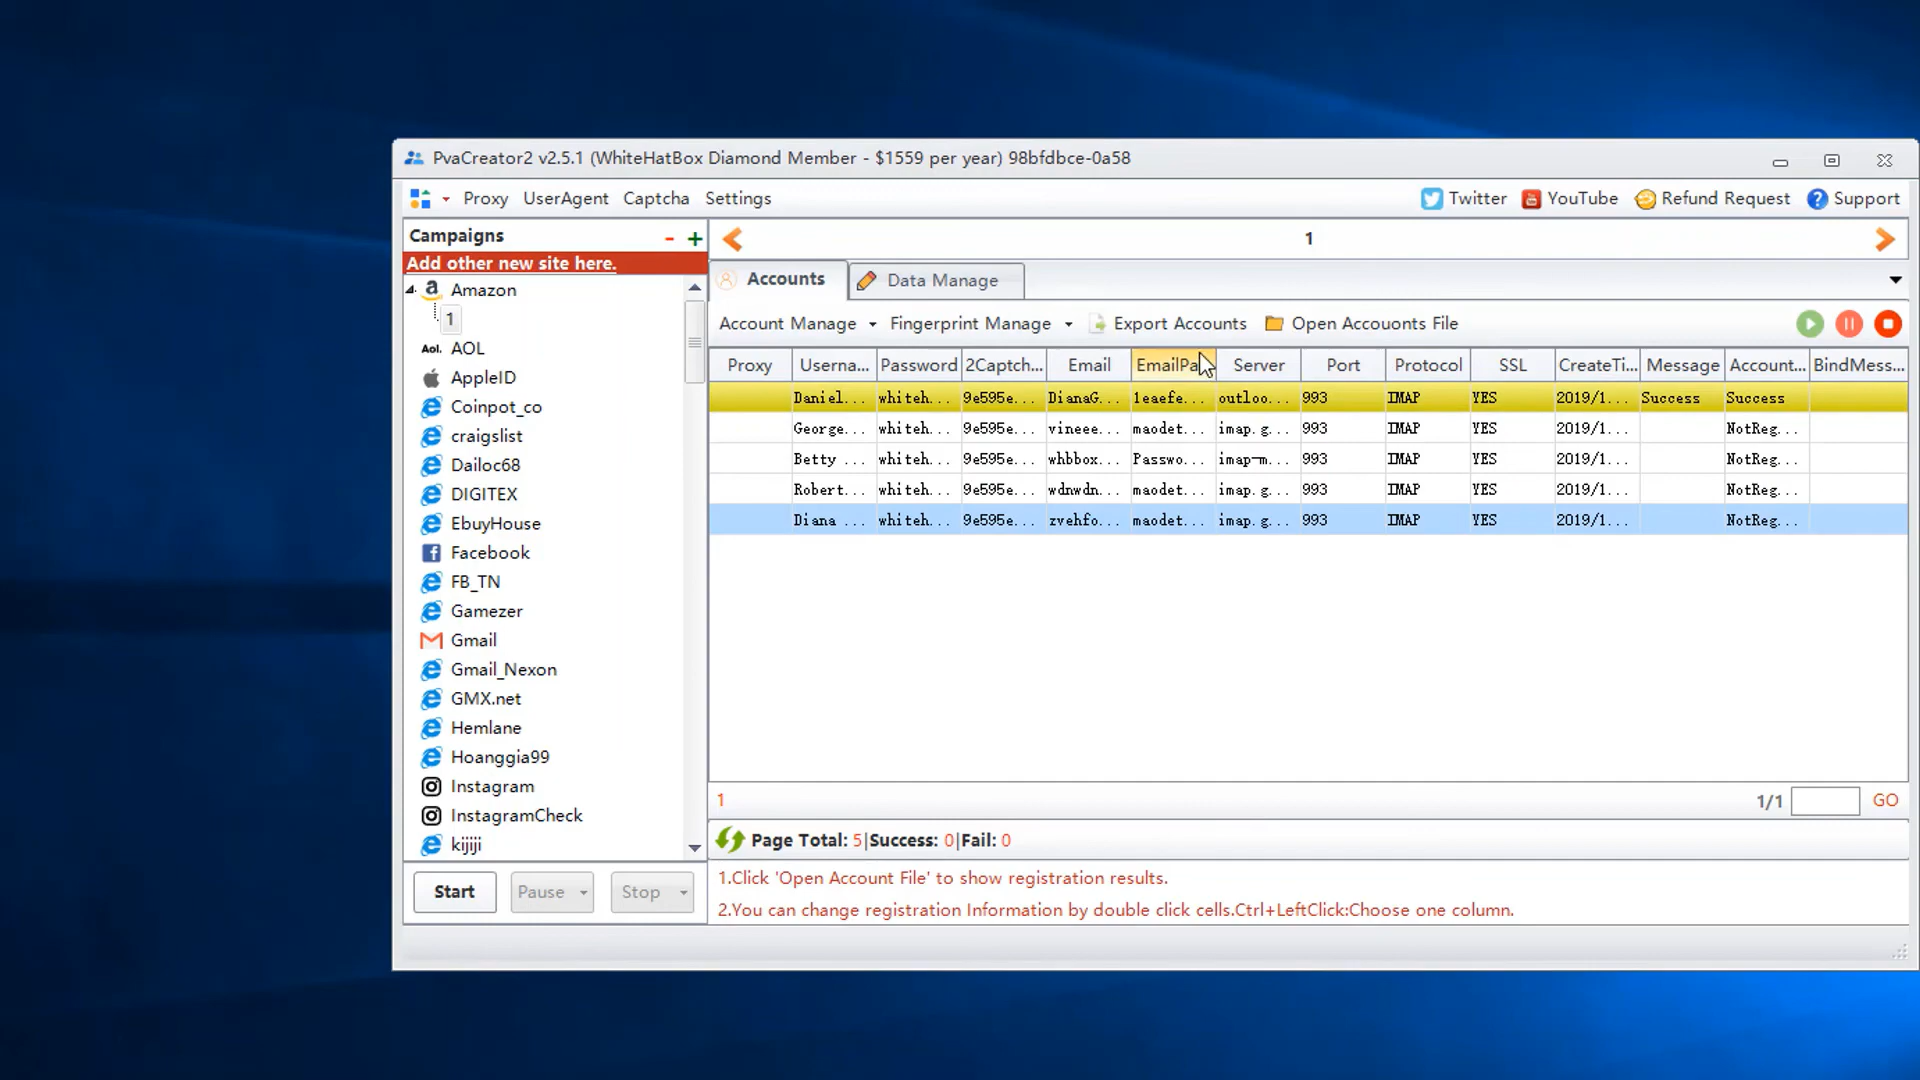 PvaCreator2 v2.5.1 (WhiteHatBox Diamond Member - $1559 per year) 98bfdbce-0a58
Proxy UserAgent Captcha Settings Twitter YouTube Refund Request Support
Campaigns - +
Add other new site here.
Amazon
1
AOL
AppleID
Coinpot_co
craigslist
Dailoc68
DIGITEX
EbuyHouse
Facebook
FB_TN
Gamezer
Gmail
Gmail_Nexon
GMX.net
Hemlane
Hoanggia99
Instagram
InstagramCheck
kijiji
Start Pause Stop
1
Accounts Data Manage
Account Manage Fingerprint Manage Export Accounts Open Accouonts File
Proxy Userna... Password 2Captch... Email EmailPa Server Port Protocol SSL CreateTi... Message Account... BindMess...
Daniel... whiteh... 9e595e... DianaG... 1eaefe... outloo... 993 IMAP YES 2019/1... Success Success
George... whiteh... 9e595e... vineee... maodet... imap.g... 993 IMAP YES 2019/1... NotReg...
Betty ... whiteh... 9e595e... whbbox... Passwo... imap-m... 993 IMAP YES 2019/1... NotReg...
Robert... whiteh... 9e595e... wdnwdn... maodet... imap.g... 993 IMAP YES 2019/1... NotReg...
Diana ... whiteh... 9e595e... zvehfo... maodet... imap.g... 993 IMAP YES 2019/1... NotReg...
1 1/1 GO
Page Total: 5|Success: 0|Fail: 0
1.Click 'Open Account File' to show registration results.
2.You can change registration Information by double click cells.Ctrl+LeftClick:Choose one column.